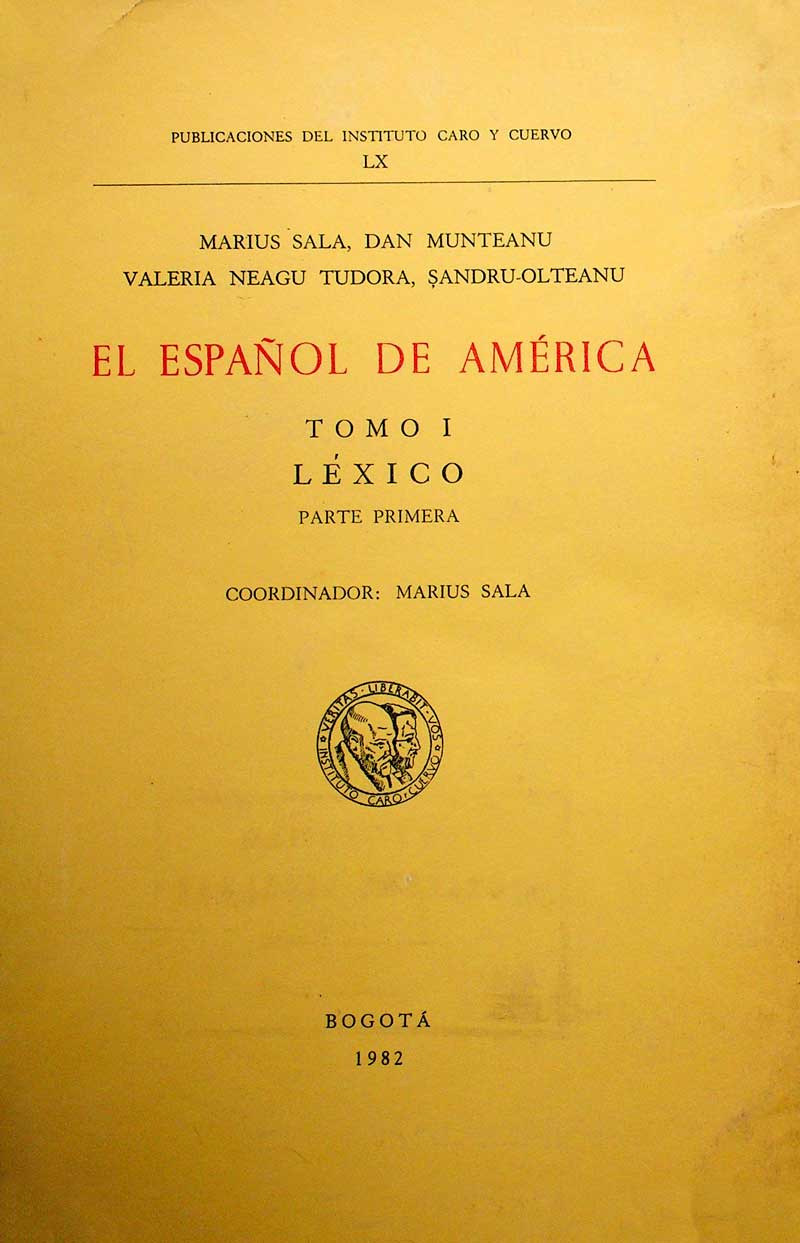 PUBLICACIONES DEL INSTITUTO CARO Y CUERVO
LX
MARIUS SALA, DAN MUNTEANU
VALERIA NEAGU TUDORA, ȘANDRU-OLTEANU
EL ESPAÑOL DE AMÉRICA
TOMO I
LÉXICO
PARTE PRIMERA
COORDINADOR: MARIUS SALA
VERITAS · LIBERABIT · VOS
INSTITUTO CARO Y CUERVO
BOGOTÁ
1982